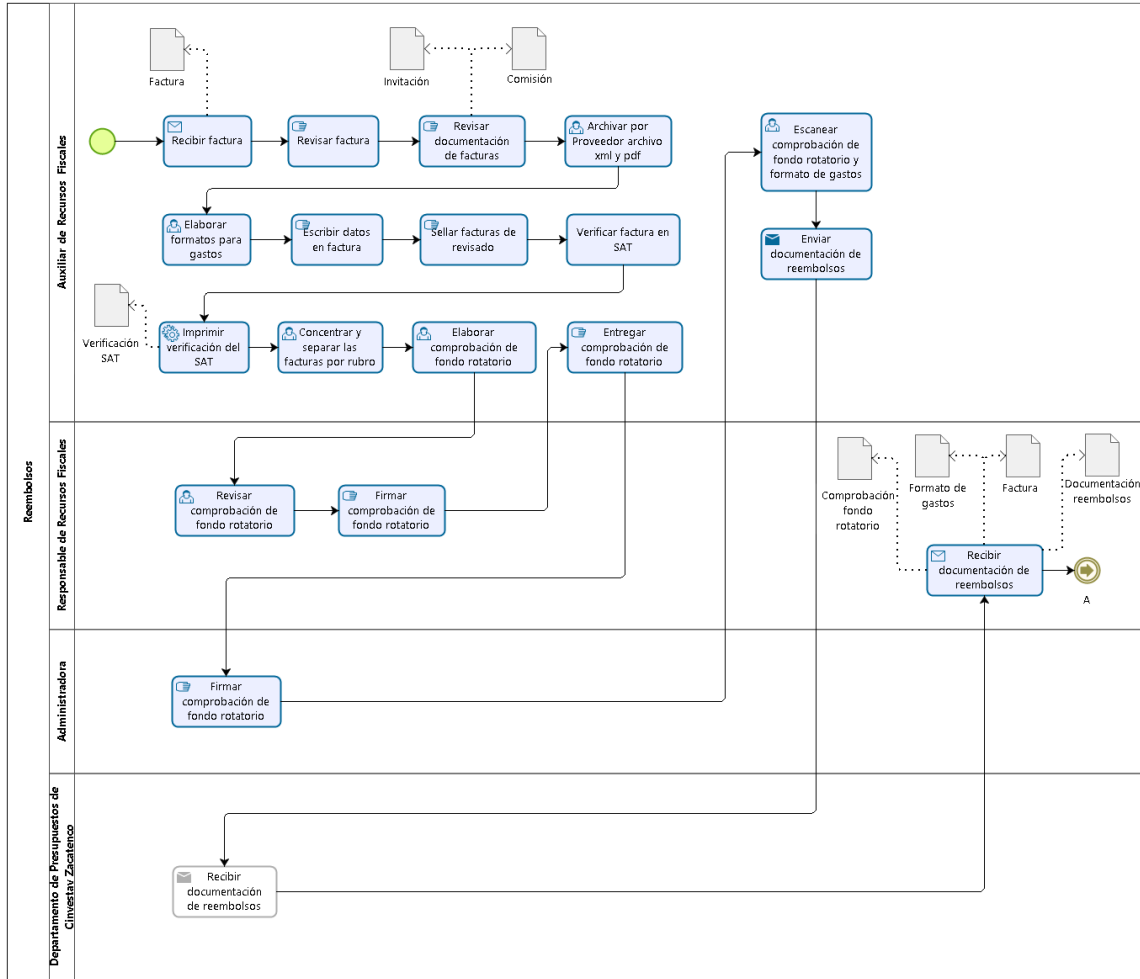 Reembolsos
Auxiliar de Recursos Fiscales
Factura
Invitación
Comisión
Recibir factura
Revisar factura
Revisar
documentación
de facturas
Archivar por
Proveedor archivo
xml y pdf
Escanear
comprobación de
fondo rotatorio y
formato de gastos
Elaborar
formatos para
gastos
Escribir datos
en factura
Sellar facturas de
revisado
Verificar factura en
SAT
Enviar
documentación de
reembolsos
Verificación
SAT
Imprimir
verificación del
SAT
Concentrar y
separar las
facturas por rubro
Elaborar
comprobación de
fondo rotatorio
Entregar
comprobación de
fondo rotatorio
Responsable de Recursos Fiscales
Revisar
comprobación de
fondo rotatorio
Firmar
comprobación de
fondo rotatorio
Comprobación
fondo
rotatorio
Formato de
gastos
Factura
Documentación
reembolsos
Recibir
documentación de
reembolsos
A
Administradora
Firmar
comprobación de
fondo rotatorio
Departamento de Presupuestos de
Cinvestav Zacatenco
Recibir
documentación
de reembolsos